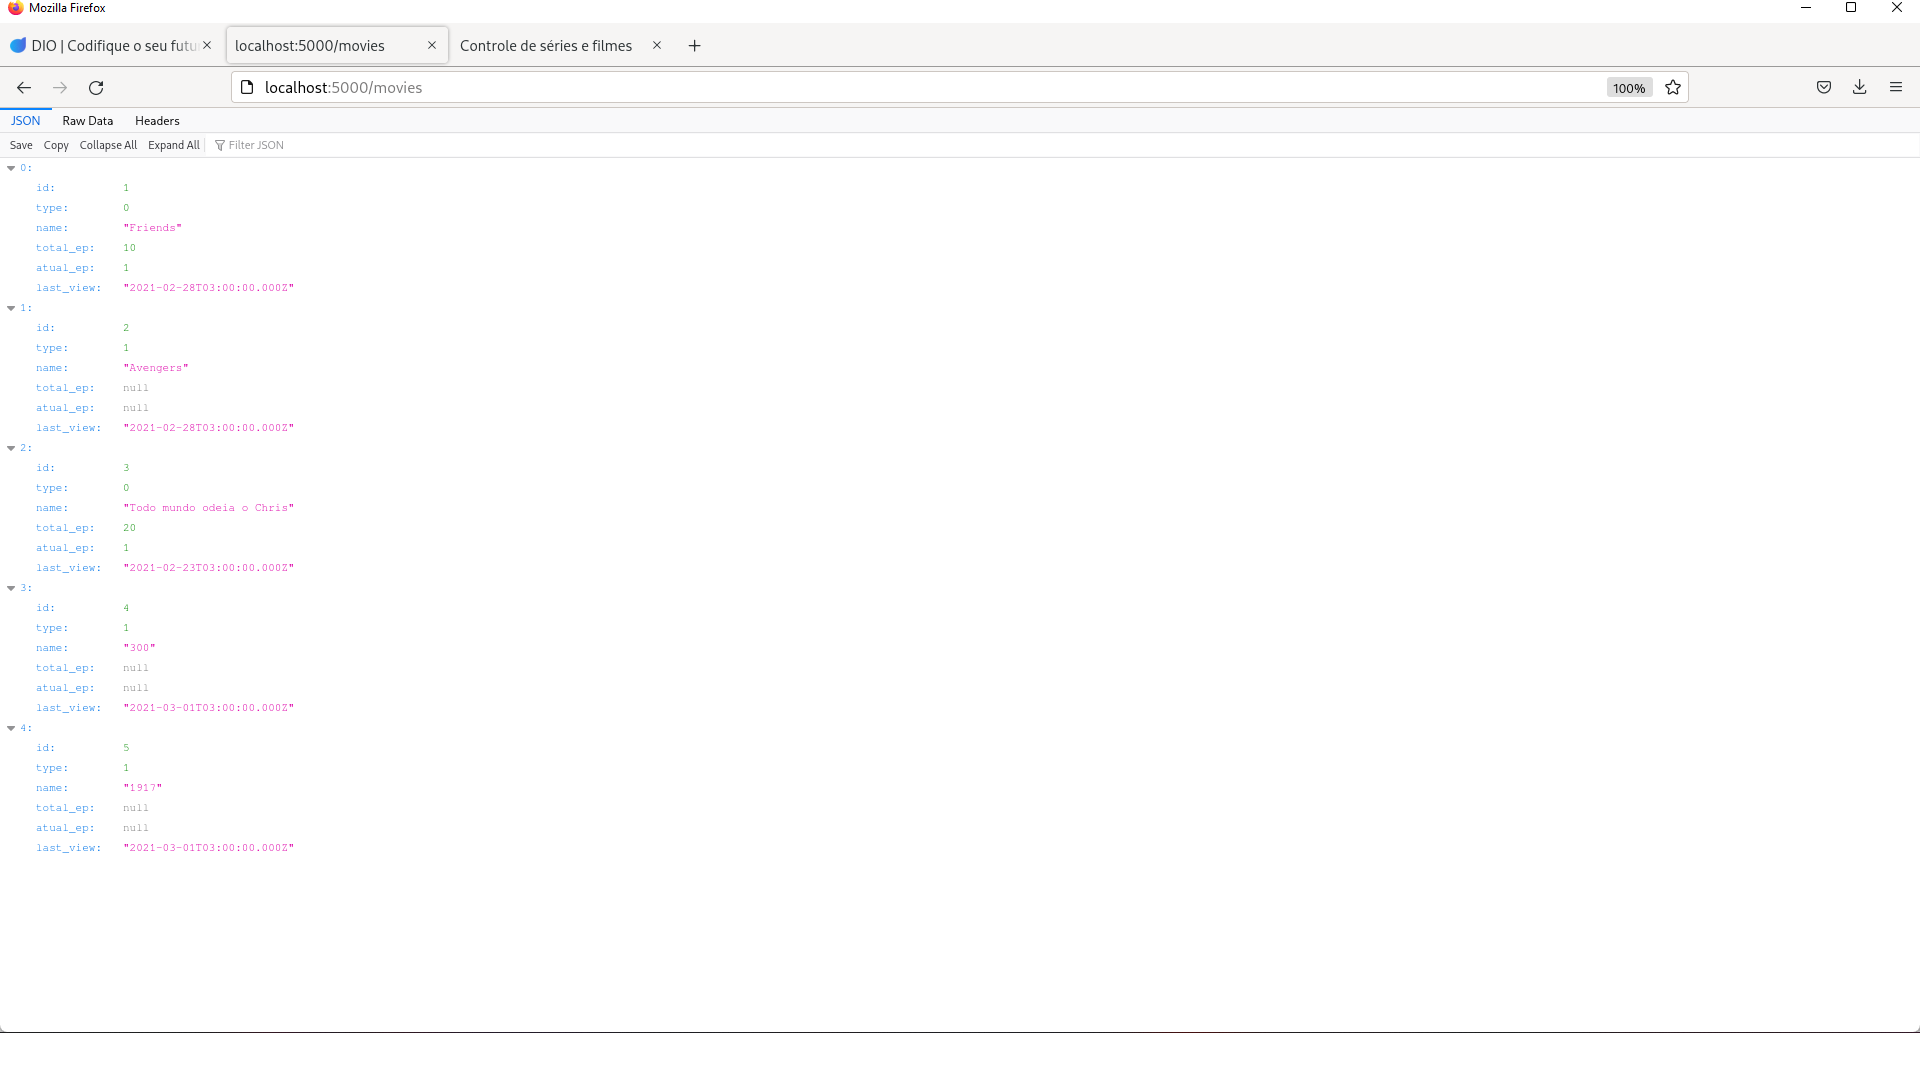 Mozilla Firefox
DIO | Codifique o seu futu
localhost:5000/movies
Controle de séries e filmes
localhost:5000/movies
100%
JSON Raw Data Headers
Save Copy Collapse All Expand All Filter JSON
0:
id: 1
type: 0
name: "Friends"
total_ep: 10
atual_ep: 1
last_view: "2021-02-28T03:00:00.000Z"
1:
id: 2
type: 1
name: "Avengers"
total_ep: null
atual_ep: null
last_view: "2021-02-28T03:00:00.000Z"
2:
id: 3
type: 0
name: "Todo mundo odeia o Chris"
total_ep: 20
atual_ep: 1
last_view: "2021-02-23T03:00:00.000Z"
3:
id: 4
type: 1
name: "300"
total_ep: null
atual_ep: null
last_view: "2021-03-01T03:00:00.000Z"
4:
id: 5
type: 1
name: "1917"
total_ep: null
atual_ep: null
last_view: "2021-03-01T03:00:00.000Z"